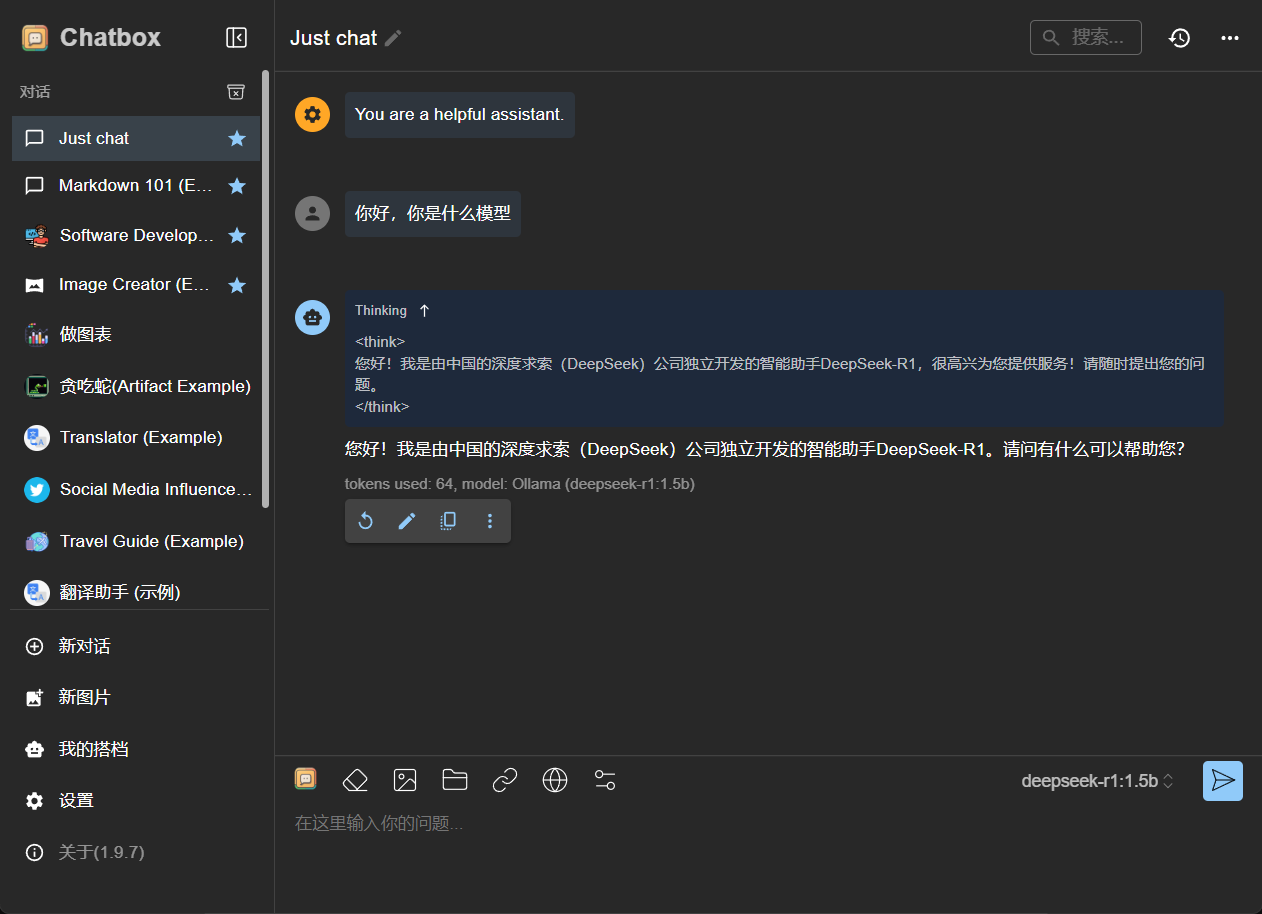 Chatbox
对话
Just chat
Markdown 101 (E...
Software Develop...
Image Creator (E...
做图表
贪吃蛇(Artifact Example)
Translator (Example)
Social Media Influence...
Travel Guide (Example)
翻译助手 (示例)
新对话
新图片
我的搭档
设置
关于(1.9.7)
Just chat
搜索...
You are a helpful assistant.
你好，你是什么模型
Thinking ↑
<think>
您好！我是由中国的深度求索（DeepSeek）公司独立开发的智能助手DeepSeek-R1，很高兴为您提供服务！请随时提出您的问
题。
</think>
您好！我是由中国的深度求索（DeepSeek）公司独立开发的智能助手DeepSeek-R1。请问有什么可以帮助您？
tokens used: 64, model: Ollama (deepseek-r1:1.5b)
deepseek-r1:1.5b
在这里输入你的问题...